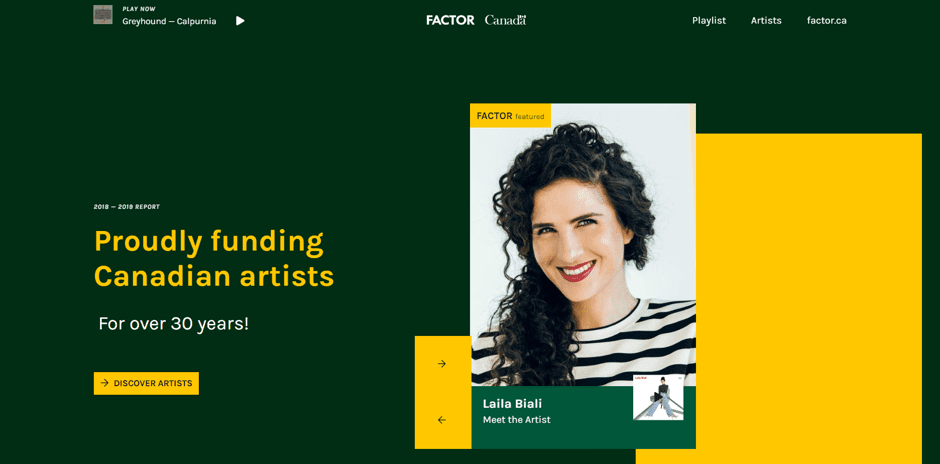 PLAY NOW
Greyhound — Calpurnia
FACTOR Canada
Playlist Artists factor.ca
FACTOR featured
2018 — 2019 REPORT
Proudly funding
Canadian artists
For over 30 years!
→ DISCOVER ARTISTS
→
←
Laila Biali
Meet the Artist